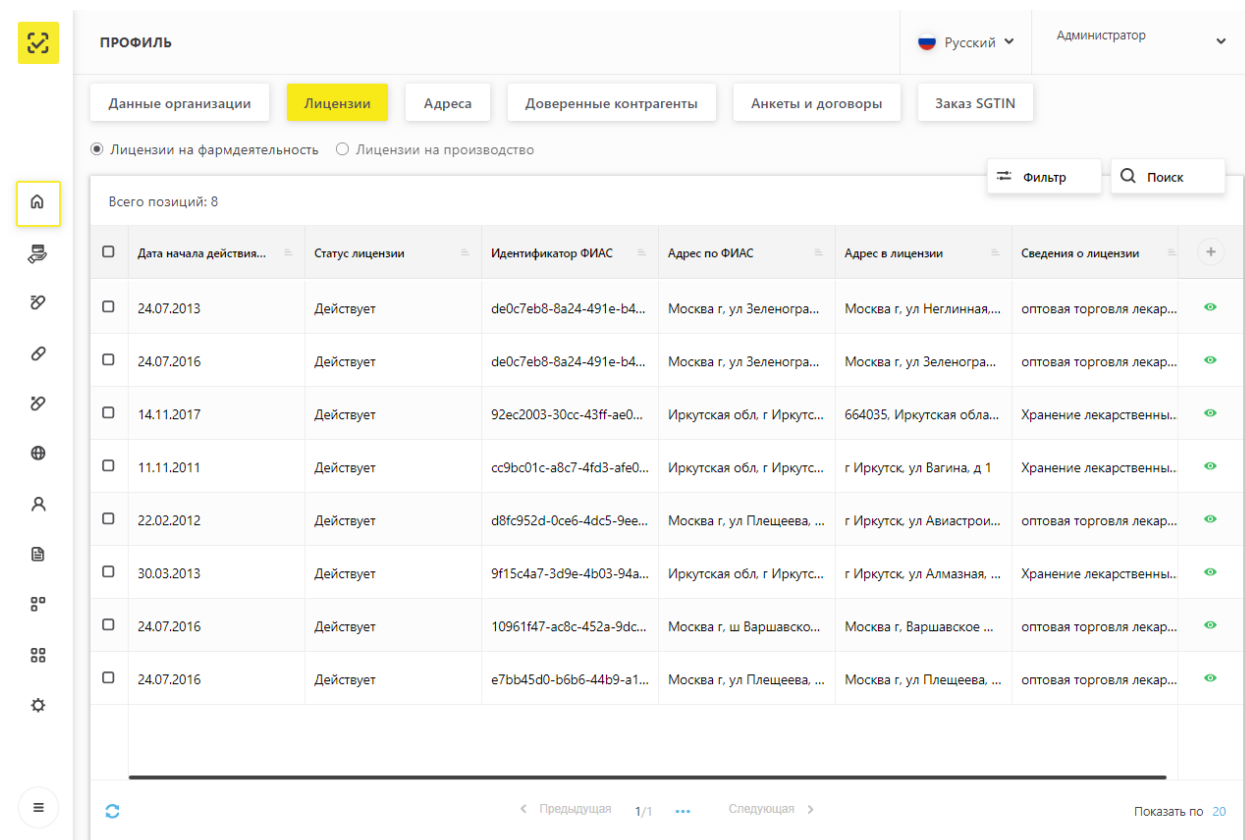 ПРОФИЛЬ
Русский
Администратор
Данные организации Лицензии Адреса Доверенные контрагенты Анкеты и договоры Заказ SGTIN
Лицензии на фармдеятельность Лицензии на производство
Фильтр Поиск
Всего позиций: 8
Дата начала действия... Статус лицензии Идентификатор ФИАС Адрес по ФИАС Адрес в лицензии Сведения о лицензии +
24.07.2013 Действует de0c7eb8-8a24-491e-b4... Москва г, ул Зеленогра... Москва г, ул Неглинная,... оптовая торговля лекар...
24.07.2016 Действует de0c7eb8-8a24-491e-b4... Москва г, ул Зеленогра... Москва г, ул Зеленогра... оптовая торговля лекар...
14.11.2017 Действует 92ec2003-30cc-43ff-ae0... Иркутская обл, г Иркутс... 664035, Иркутская обла... Хранение лекарственны...
11.11.2011 Действует cc9bc01c-a8c7-4fd3-afe0... Иркутская обл, г Иркутс... г Иркутск, ул Вагина, д 1 Хранение лекарственны...
22.02.2012 Действует d8fc952d-0ce6-4dc5-9ee... Москва г, ул Плещеева, ... г Иркутск, ул Авиастрои... оптовая торговля лекар...
30.03.2013 Действует 9f15c4a7-3d9e-4b03-94a... Иркутская обл, г Иркутс... г Иркутск, ул Алмазная, ... Хранение лекарственны...
24.07.2016 Действует 10961f47-ac8c-452a-9dc... Москва г, ш Варшавско... Москва г, Варшавское ... оптовая торговля лекар...
24.07.2016 Действует e7bb45d0-b6b6-44b9-a1... Москва г, ул Плещеева, ... Москва г, ул Плещеева, ... оптовая торговля лекар...
Предыдущая 1/1 ••• Следующая
Показать по 20